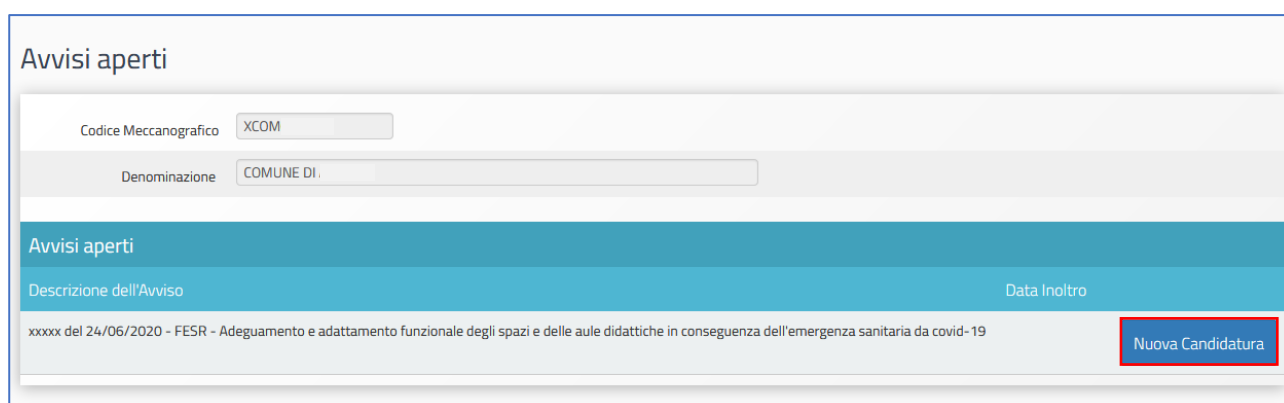 Avvisi aperti
Codice Meccanografico XCOM
Denominazione COMUNE DI
Avvisi aperti
Descrizione dell'Avviso Data Inoltro
xxxxx del 24/06/2020 - FESR - Adeguamento e adattamento funzionale degli spazi e delle aule didattiche in conseguenza dell'emergenza sanitaria da covid-19
Nuova Candidatura